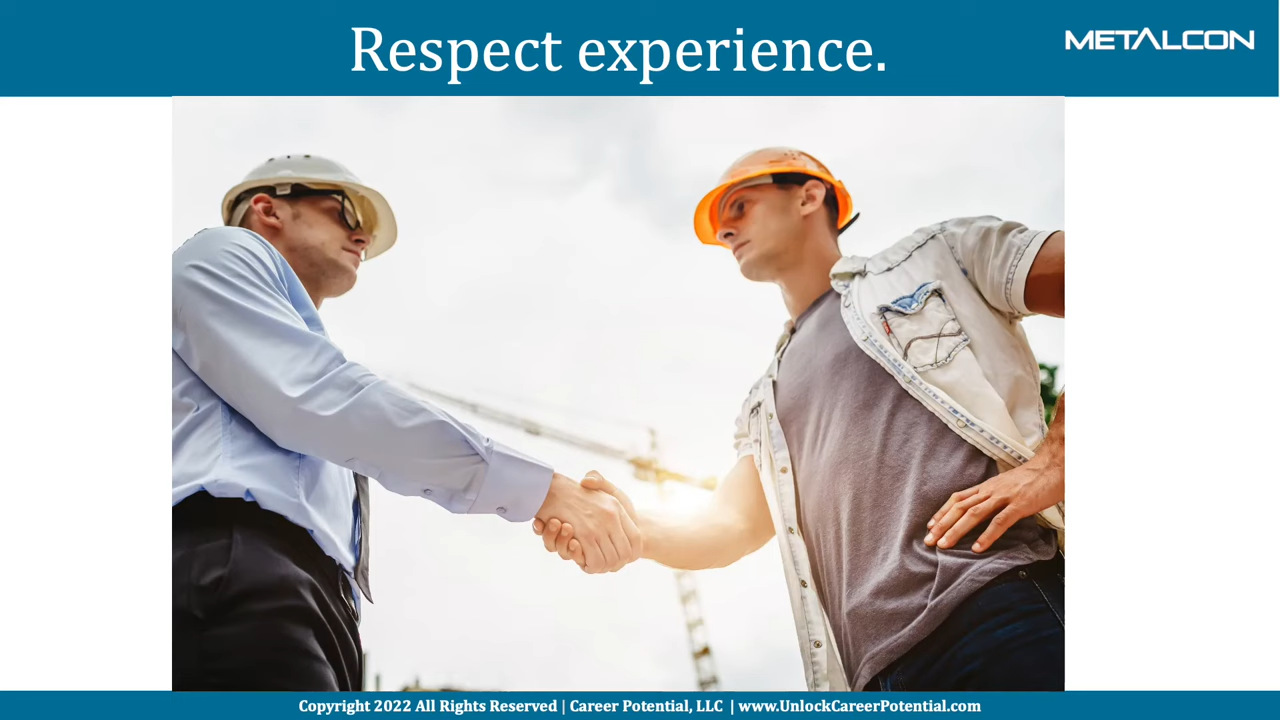 Respect experience.
METALCON
Copyright 2022 All Rights Reserved | Career Potential, LLC | www.UnlockCareerPotential.com